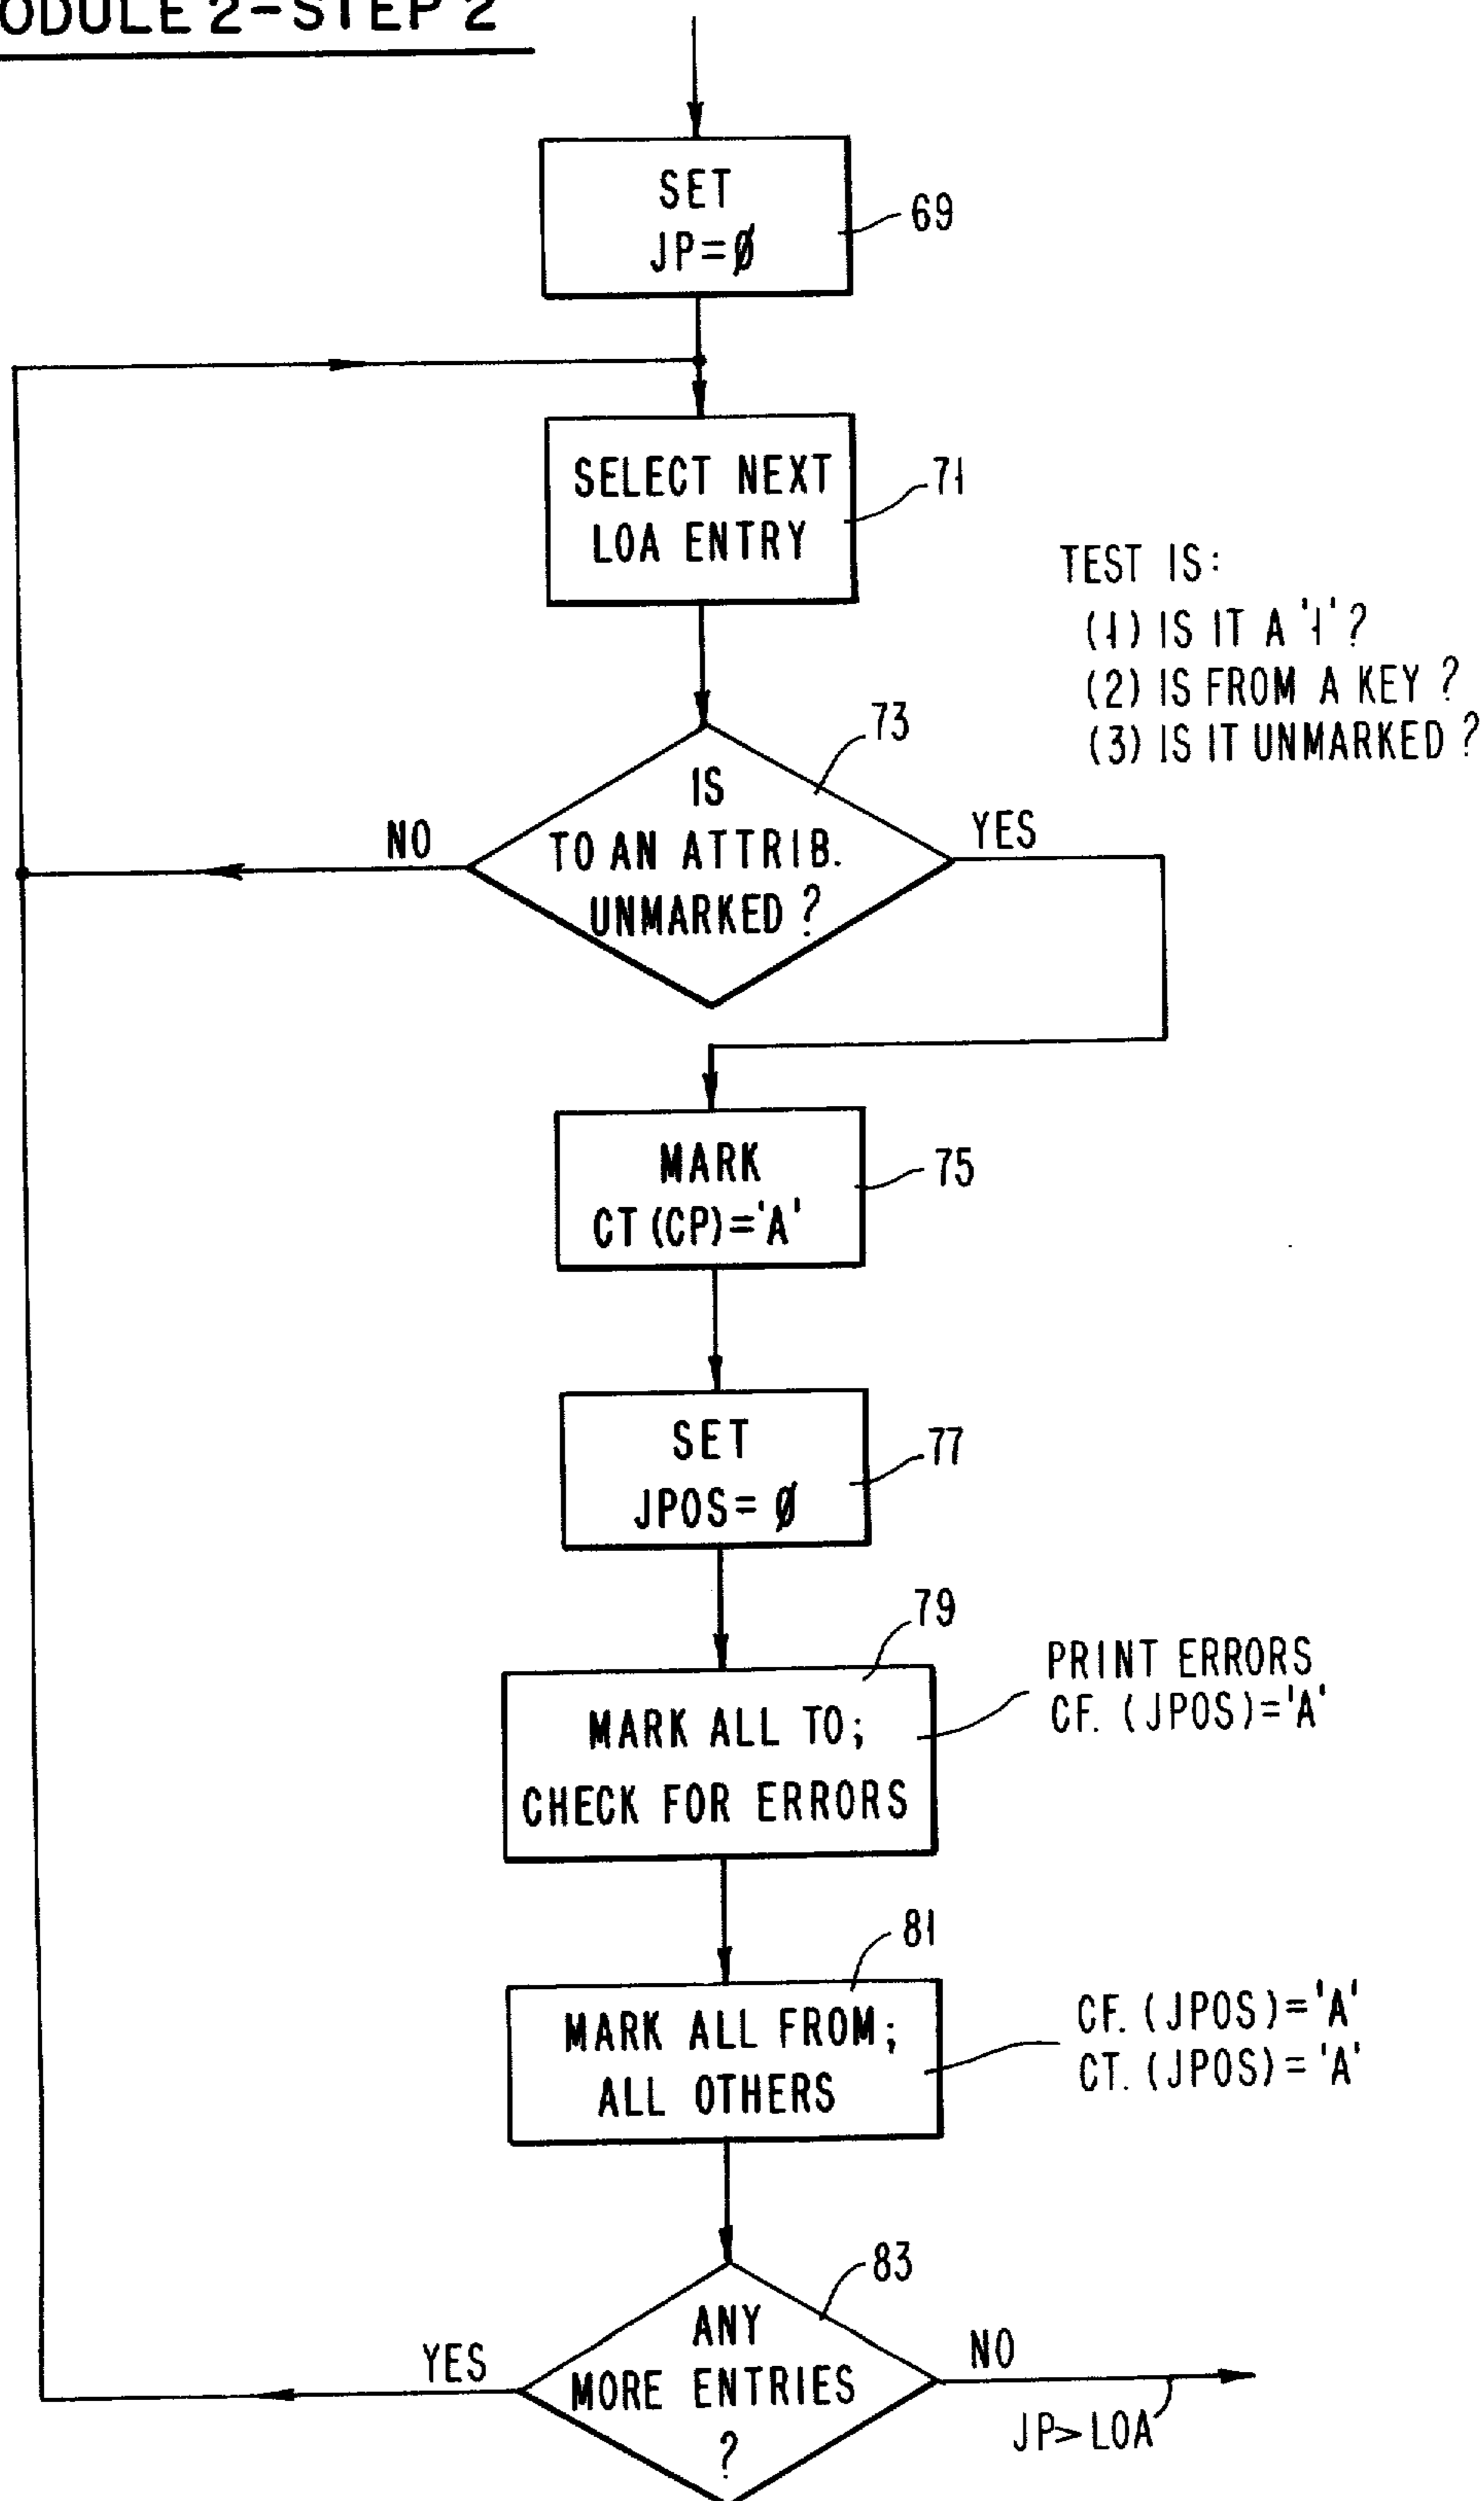 ODULE 2-STEP 2
SET
JP=Ø
69
SELECT NEXT
LOA ENTRY
71
TEST IS:
(1) IS IT A '1'?
(2) IS FROM A KEY ?
(3) IS IT UNMARKED ?
73
IS
TO AN ATTRIB.
UNMARKED ?
NO
YES
MARK
CT (CP)='A'
75
SET
JPOS= Ø
77
79
MARK ALL TO;
CHECK FOR ERRORS
PRINT ERRORS
CF. (JPOS)='A'
81
MARK ALL FROM;
ALL OTHERS
CF. (JPOS)='A'
CT. (JPOS)='A'
83
ANY
MORE ENTRIES
?
YES
NO
JP>LOA